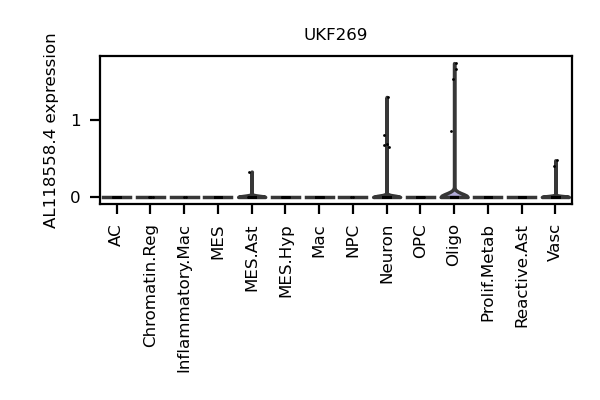 UKF269
AL118558.4 expression
1
0
AC
Chromatin.Reg
Inflammatory.Mac
MES
MES.Ast
MES.Hyp
Mac
NPC
Neuron
OPC
Oligo
Prolif.Metab
Reactive.Ast
Vasc